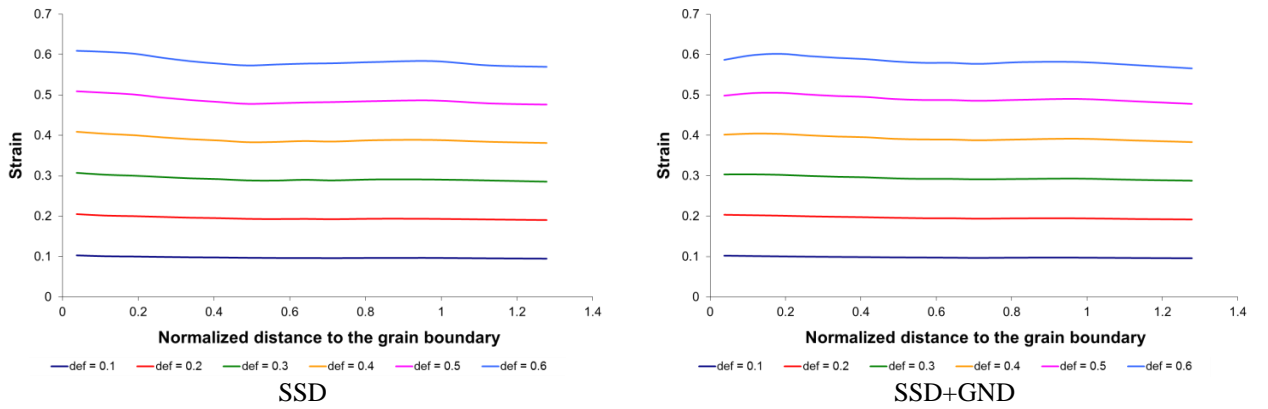 0.7
0.6
0.5
0.4
0.3
0.2
0.1
0
Strain
0 0.2 0.4 0.6 0.8 1 1.2 1.4
Normalized distance to the grain boundary
def = 0.1 def = 0.2 def = 0.3 def = 0.4 def = 0.5 def = 0.6
SSD
0.7
0.6
0.5
0.4
0.3
0.2
0.1
0
Strain
0 0.2 0.4 0.6 0.8 1 1.2 1.4
Normalized distance to the grain boundary
def = 0.1 def = 0.2 def = 0.3 def = 0.4 def = 0.5 def = 0.6
SSD+GND